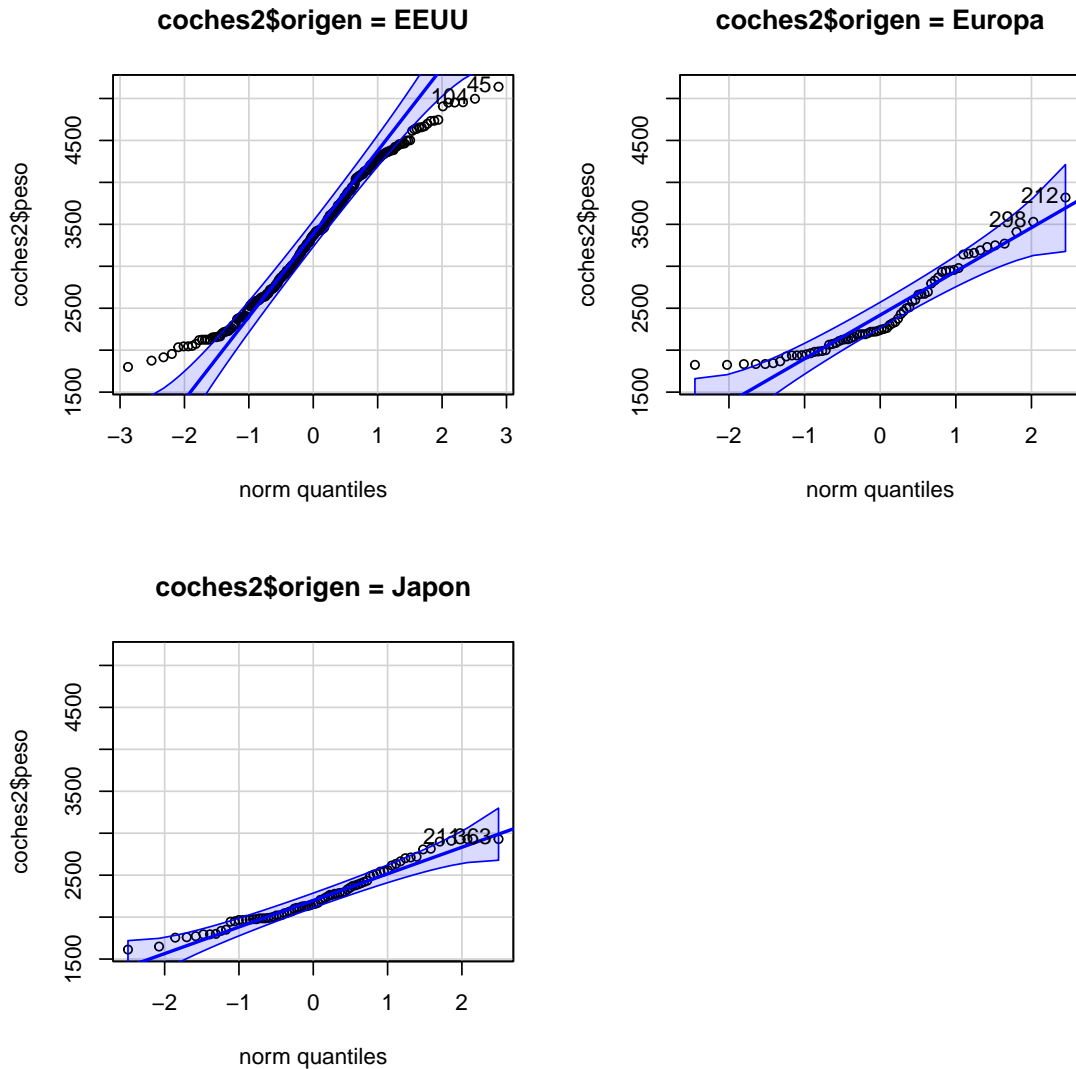 coches2$origen = EEUU
coches2$peso
1500 2500 3500 4500
104
45
−3 −2 −1 0 1 2 3
norm quantiles
coches2$origen = Europa
coches2$peso
1500 2500 3500 4500
298
212
−2 −1 0 1 2
norm quantiles
coches2$origen = Japon
coches2$peso
1500 2500 3500 4500
363
−2 −1 0 1 2
norm quantiles